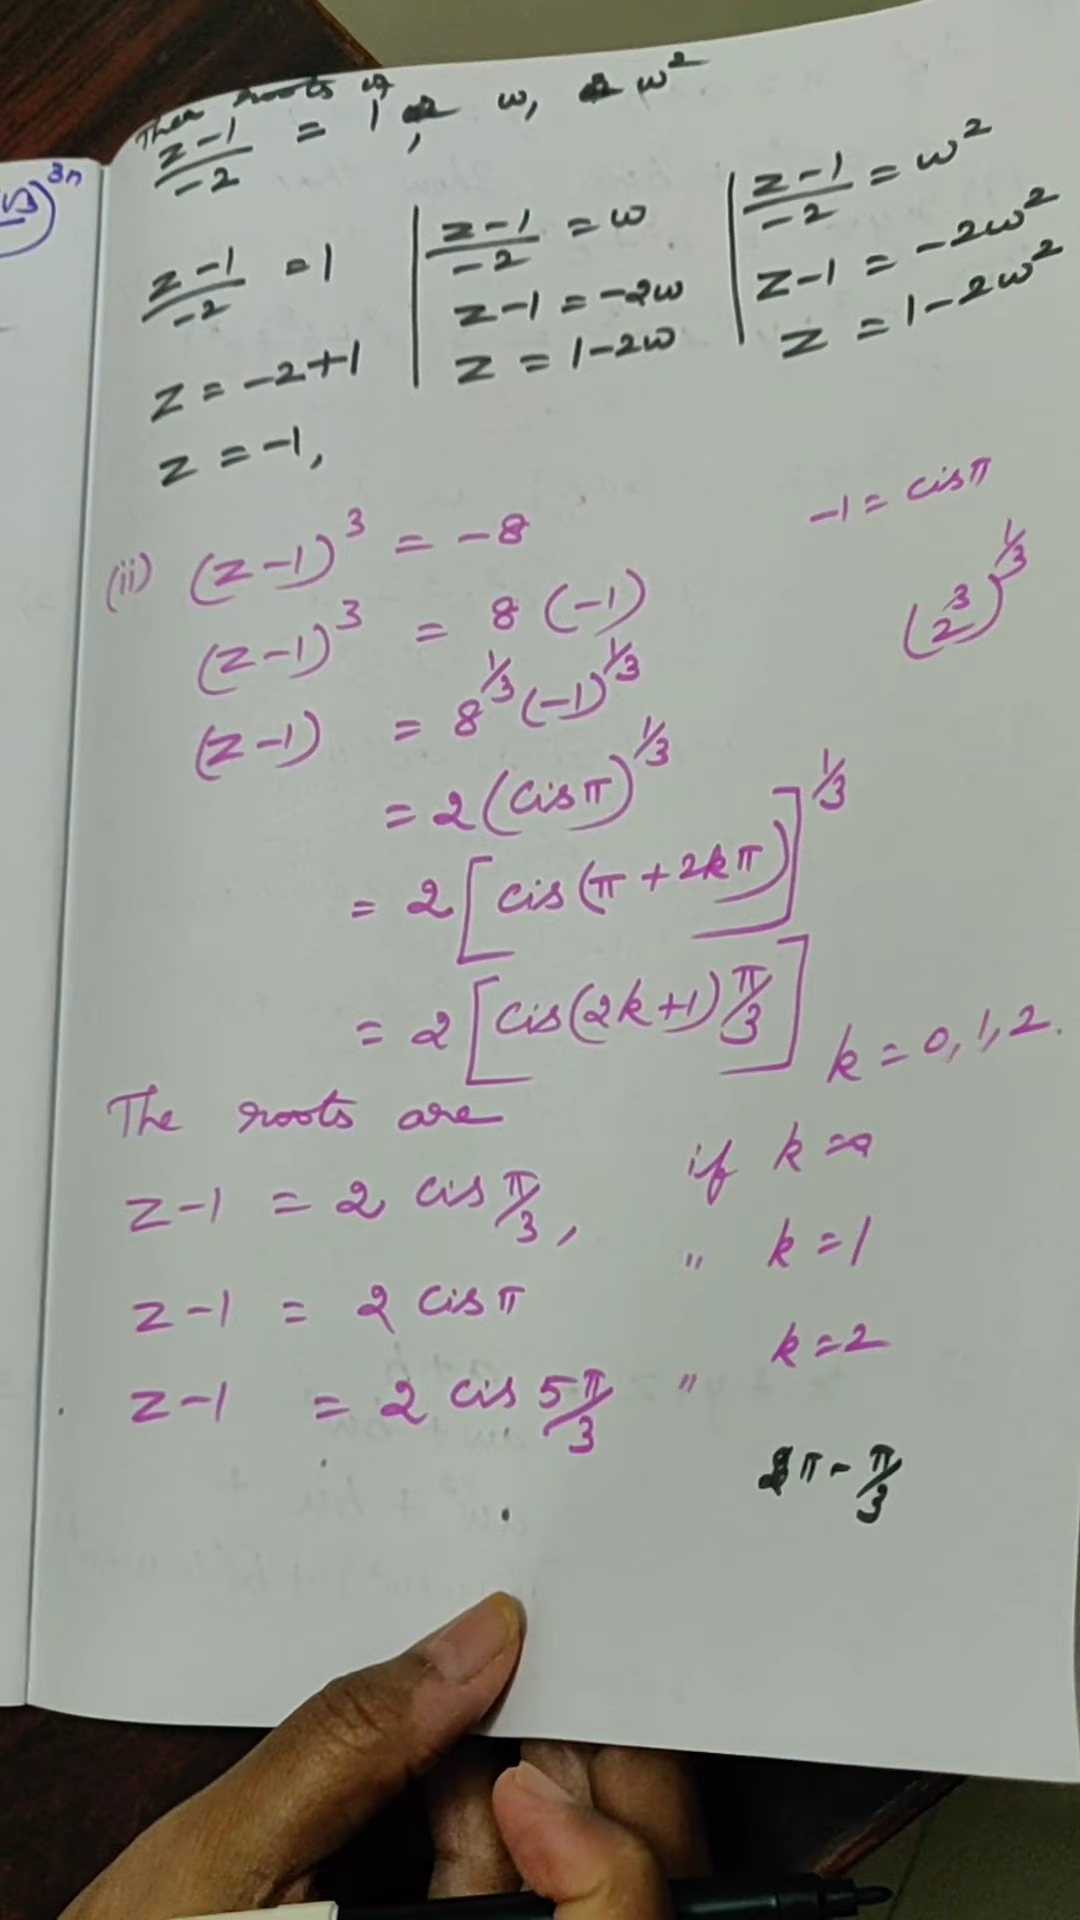 Then roots of
(z-1)/(-2) = 1, ω, ω²
(z-1)/(-2) = 1 | (z-1)/(-2) = ω | (z-1)/(-2) = ω²
z = -2+1 | z-1 = -2ω | z-1 = -2ω²
z = -1, | z = 1-2ω | z = 1-2ω²
)³ⁿ
(ii) (z-1)³ = -8    -1 = cisπ
(z-1)³ = 8(-1)    (2³)^(1/3)
(z-1) = 8^(1/3) (-1)^(1/3)
= 2(cisπ)^(1/3)
= 2[cis(π+2kπ)]^(1/3)
= 2[cis(2k+1)π/3]  k=0,1,2.
The roots are
z-1 = 2 cis π/3,  if k=0
z-1 = 2 cis π  " k=1
z-1 = 2 cis 5π/3  " k=2
2π - π/3